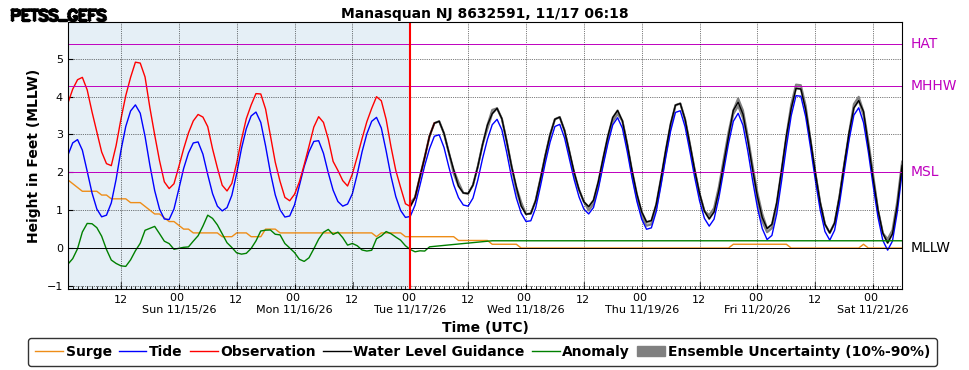 PETSS_GEFS
Manasquan NJ 8632591, 11/17 06:18
HAT
MHHW
MSL
MLLW
Height in Feet (MLLW)
5
4
3
2
1
0
−1
12 00 12 00 12 00 12 00 12 00 12 00 12 00
Sun 11/15/26 Mon 11/16/26 Tue 11/17/26 Wed 11/18/26 Thu 11/19/26 Fri 11/20/26 Sat 11/21/26
Time (UTC)
Surge Tide Observation Water Level Guidance Anomaly Ensemble Uncertainty (10%-90%)